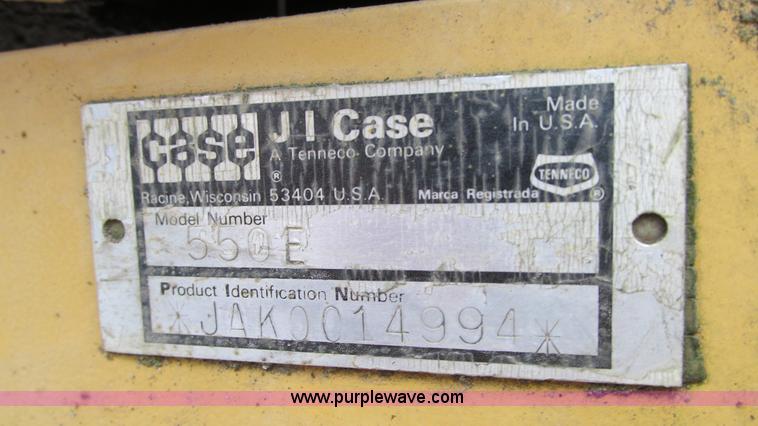 case
J I Case
A Tenneco Company
®
Made
In U.S.A.
TENNECO
®
Racine, Wisconsin 53404 U.S.A.
Marca Registrada
Model Number
550E
Product Identification Number
*JAK0014994*
www.purplewave.com